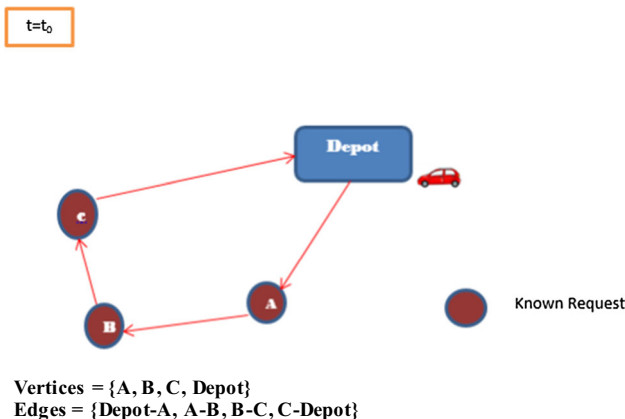 t=t₀
Depot
C
A
B
Known Request
Vertices = {A, B, C, Depot}
Edges = {Depot-A, A-B, B-C, C-Depot}